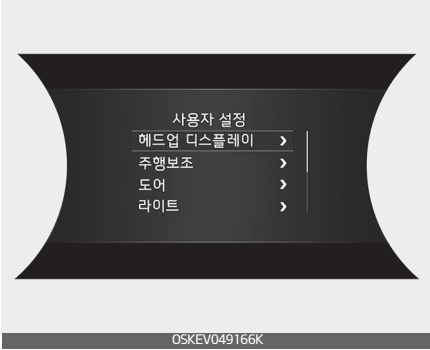 사용자 설정
헤드업 디스플레이 ❯
주행보조 ❯
도어 ❯
라이트 ❯
OSKEV049166K